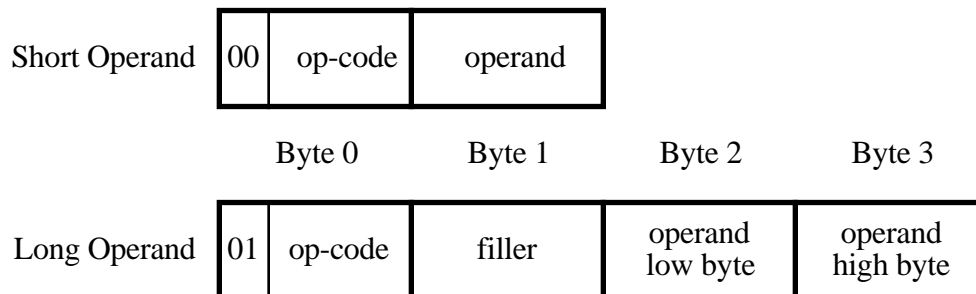 Short Operand 00 op-code operand
Byte 0 Byte 1 Byte 2 Byte 3
Long Operand 01 op-code filler operand low byte operand high byte